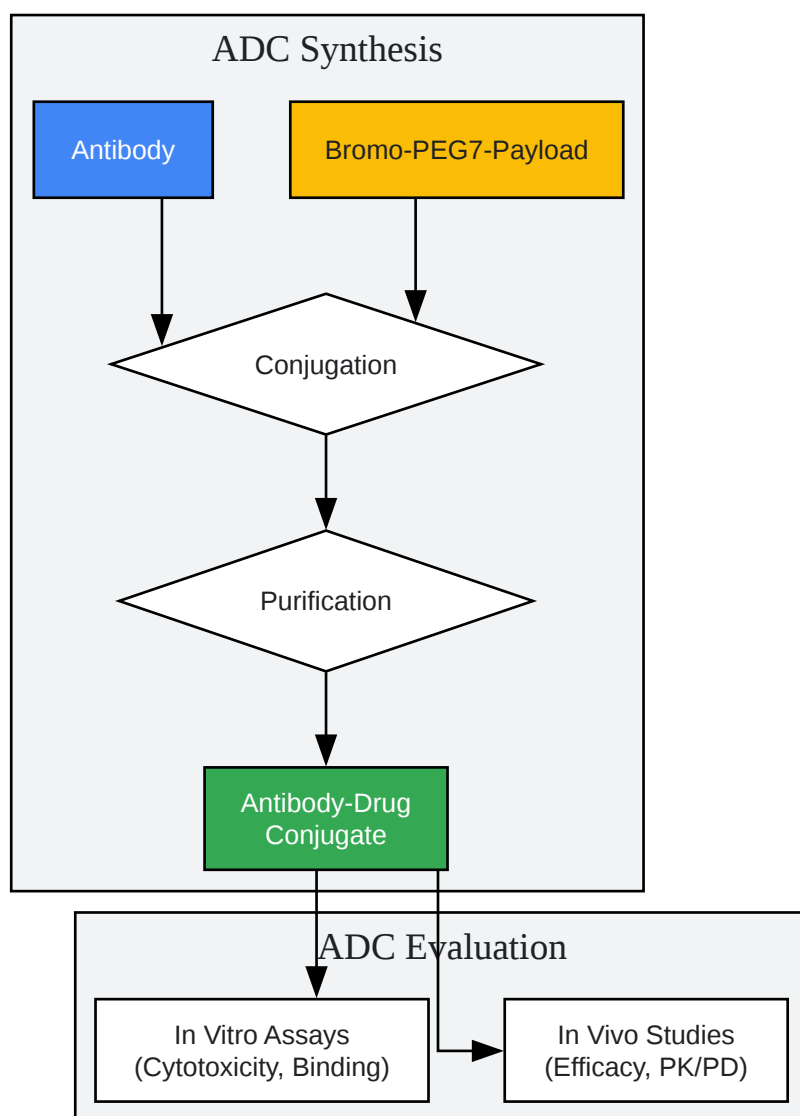 ADC Synthesis
Antibody
Bromo-PEG7-Payload
Conjugation
Purification
Antibody-Drug
Conjugate
ADC Evaluation
In Vitro Assays
(Cytotoxicity, Binding)
In Vivo Studies
(Efficacy, PK/PD)